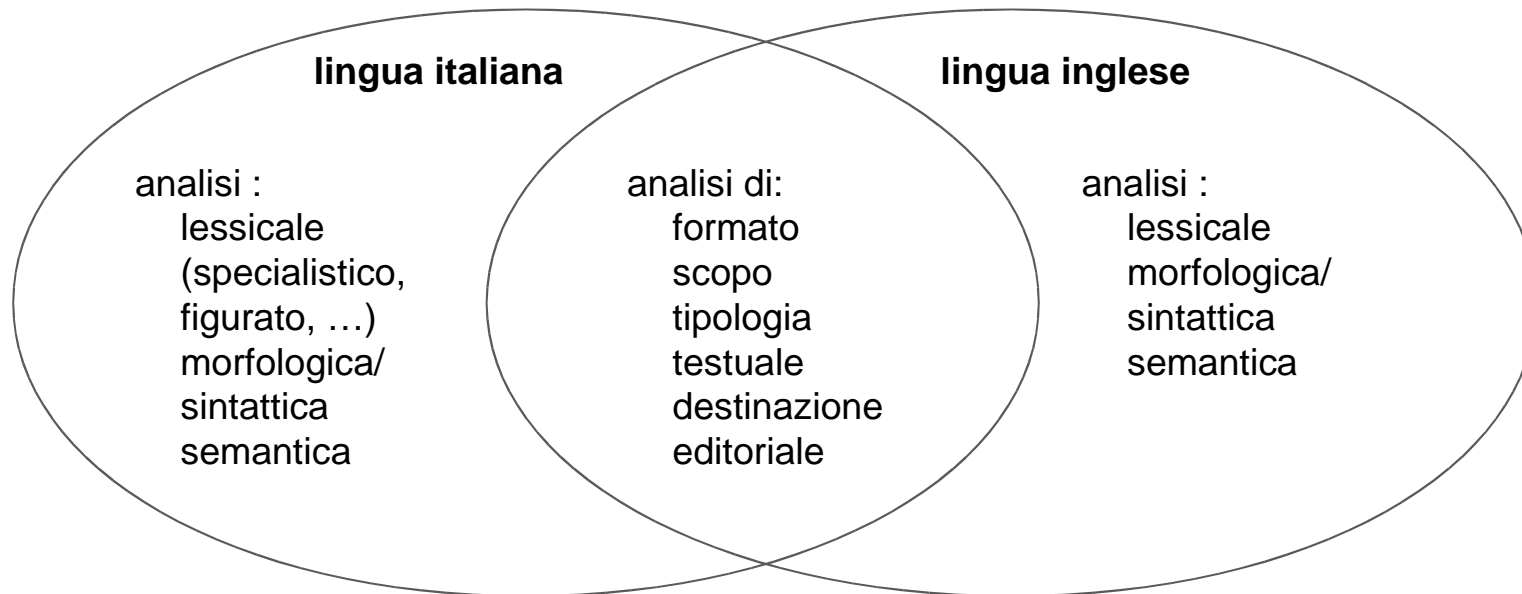 lingua italiana
analisi :
lessicale
(specialistico,
figurato, …)
morfologica/
sintattica
semantica
analisi di:
formato
scopo
tipologia
testuale
destinazione
editoriale
lingua inglese
analisi :
lessicale
morfologica/
sintattica
semantica